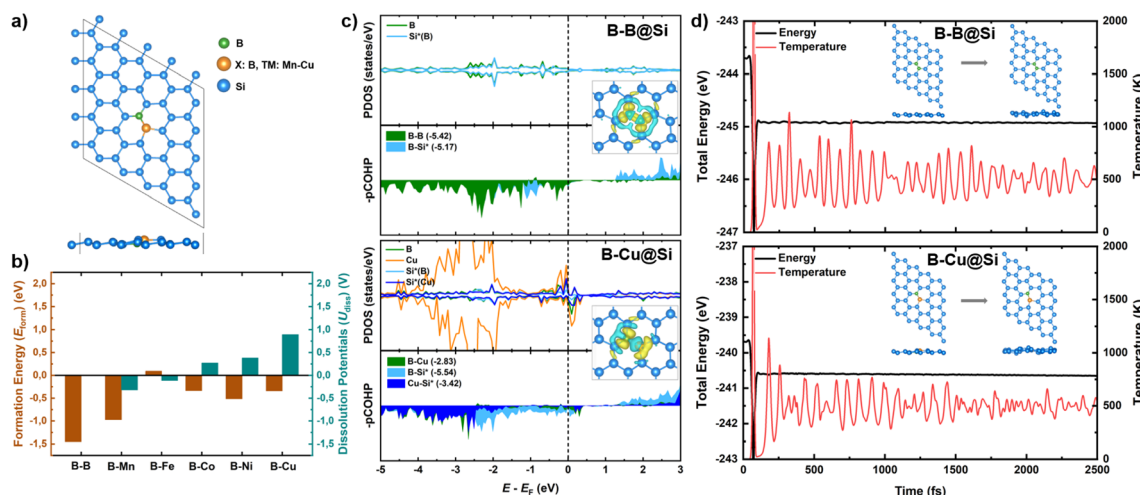 a)
B
X: B, TM: Mn-Cu
Si
b)
Formation Energy (Eform) (eV)
2,0
1,5
1,0
0,5
0,0
-0,5
-1,0
-1,5
B-B B-Mn B-Fe B-Co B-Ni B-Cu
2,0
1,5
1,0
0,5
0,0
-0,5
-1,0
-1,5
Dissolution Potentials (Udiss) (V)
c)
PDOS (states/eV)
B
Si*(B)
B-B@Si
-pCOHP
B-B (-5.42)
B-Si* (-5.17)
PDOS (states/eV)
B
Cu
Si*(B)
Si*(Cu)
B-Cu@Si
-pCOHP
B-Cu (-2.83)
B-Si* (-5.54)
Cu-Si* (-3.42)
-5 -4 -3 -2 -1 0 1 2 3
E - EF (eV)
d)
Total Energy (eV)
-243
-244
-245
-246
-247
Energy
Temperature
B-B@Si
2000
1500
1000
500
0
Temperature (K)
Total Energy (eV)
-237
-238
-239
-240
-241
-242
-243
Energy
Temperature
B-Cu@Si
2000
1500
1000
500
0
Temperature (K)
0 500 1000 1500 2000 2500
Time (fs)